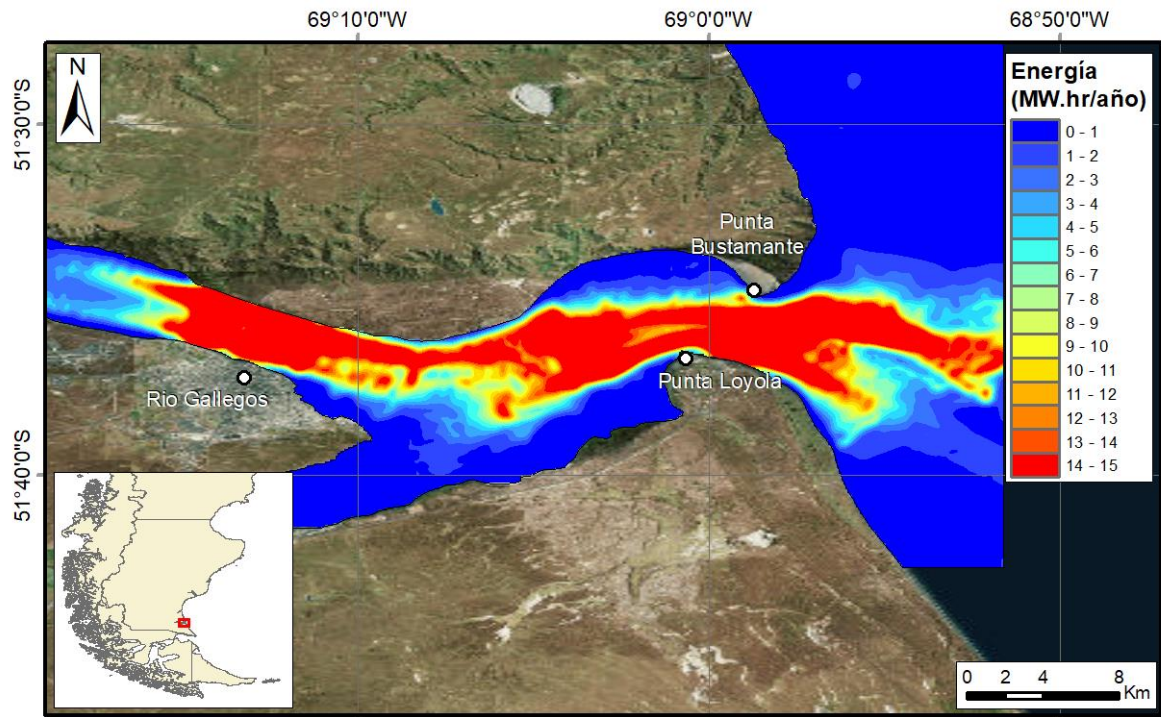 69°10'0"W
69°0'0"W
68°50'0"W
N
Energía
(MW.hr/año)
51°30'0"S
0 - 1
1 - 2
2 - 3
3 - 4
4 - 5
5 - 6
6 - 7
7 - 8
8 - 9
9 - 10
10 - 11
11 - 12
12 - 13
13 - 14
14 - 15
Punta
Bustamante
Rio Gallegos
Punta Loyola
51°40'0"S
0 2 4 8
Km